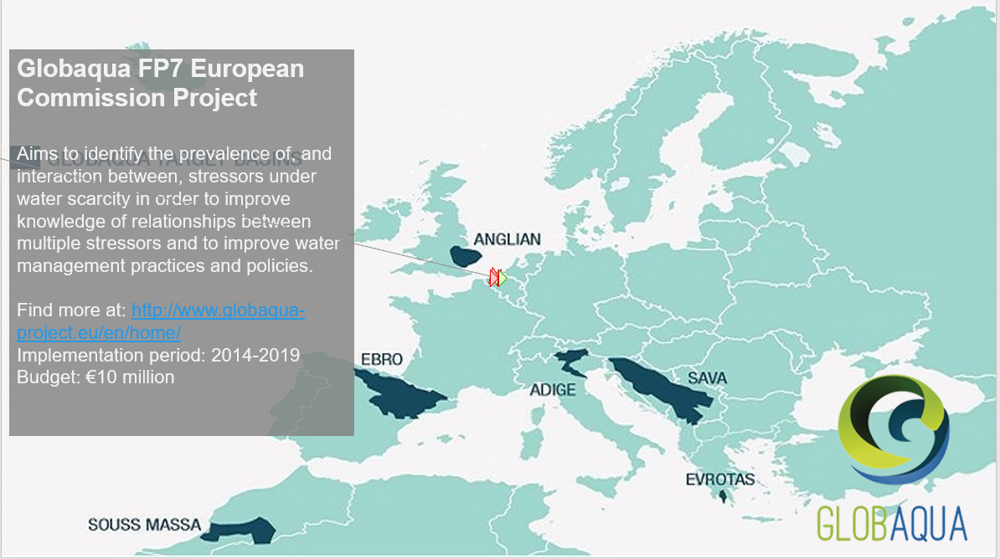 Globaqua FP7 European
Commission Project
GLOBAQUA TARGET BASINS
Aims to identify the prevalence of, and
interaction between, stressors under
water scarcity in order to improve
knowledge of relationships between
multiple stressors and to improve water
management practices and policies.
Find more at: http://www.globaqua-
project.eu/en/home/
Implementation period: 2014-2019
Budget: €10 million
ANGLIAN
EBRO
ADIGE
SAVA
EVROTAS
SOUSS MASSA
GLOBAQUA